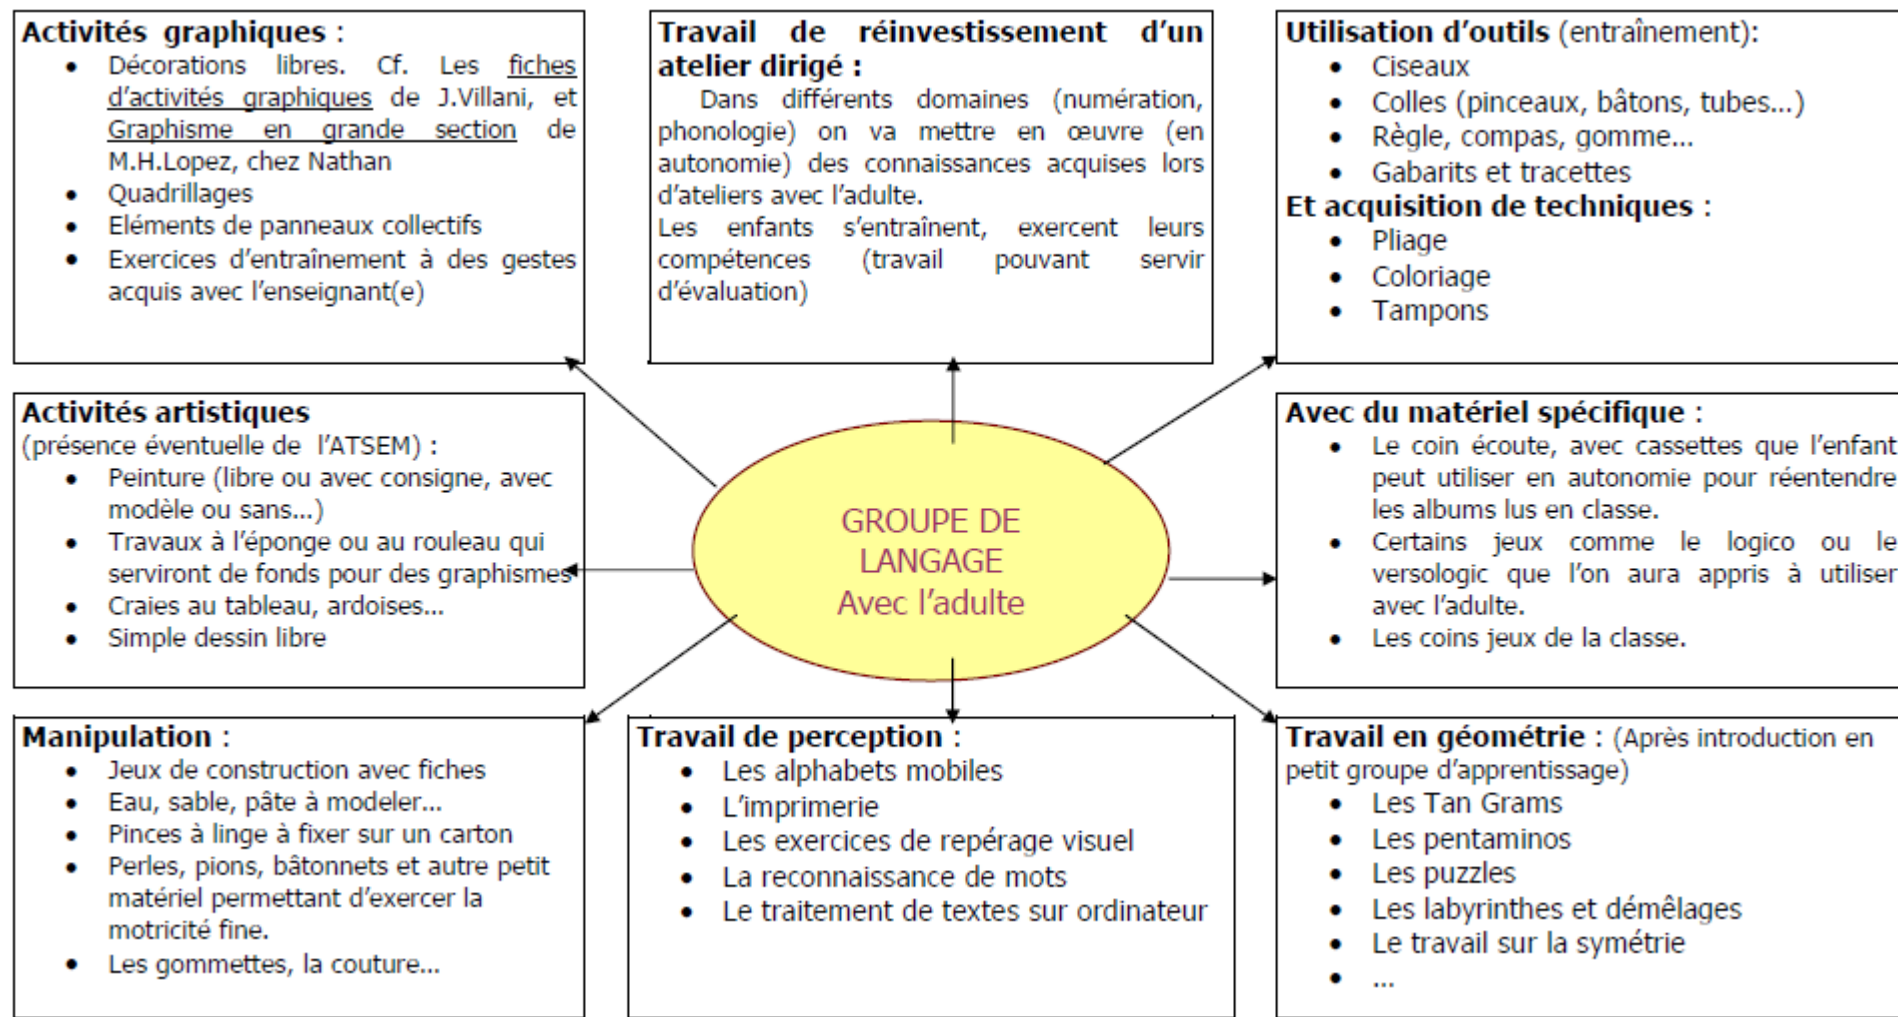 Activités graphiques :
• Décorations libres. Cf. Les fiches
d’activités graphiques de J.Villani, et
Graphisme en grande section de
M.H.Lopez, chez Nathan
• Quadrillages
• Eléments de panneaux collectifs
• Exercices d’entraînement à des gestes
acquis avec l’enseignant(e)
Travail de réinvestissement d’un
atelier dirigé :
Dans différents domaines (numération,
phonologie) on va mettre en œuvre (en
autonomie) des connaissances acquises lors
d’ateliers avec l’adulte.
Les enfants s’entraînent, exercent leurs
compétences (travail pouvant servir
d’évaluation)
Utilisation d’outils (entraînement):
• Ciseaux
• Colles (pinceaux, bâtons, tubes…)
• Règle, compas, gomme…
• Gabarits et tracettes
Et acquisition de techniques :
• Pliage
• Coloriage
• Tampons
Activités artistiques
(présence éventuelle de l’ATSEM) :
• Peinture (libre ou avec consigne, avec
modèle ou sans…)
• Travaux à l’éponge ou au rouleau qui
serviront de fonds pour des graphismes
• Craies au tableau, ardoises…
• Simple dessin libre
GROUPE DE
LANGAGE
Avec l’adulte
Avec du matériel spécifique :
• Le coin écoute, avec cassettes que l’enfant
peut utiliser en autonomie pour réentendre
les albums lus en classe.
• Certains jeux comme le logico ou le
versologic que l’on aura appris à utiliser
avec l’adulte.
• Les coins jeux de la classe.
Manipulation :
• Jeux de construction avec fiches
• Eau, sable, pâte à modeler…
• Pinces à linge à fixer sur un carton
• Perles, pions, bâtonnets et autre petit
matériel permettant d’exercer la
motricité fine.
• Les gommettes, la couture…
Travail de perception :
• Les alphabets mobiles
• L’imprimerie
• Les exercices de repérage visuel
• La reconnaissance de mots
• Le traitement de textes sur ordinateur
Travail en géométrie : (Après introduction en
petit groupe d’apprentissage)
• Les Tan Grams
• Les pentaminos
• Les puzzles
• Les labyrinthes et démêlages
• Le travail sur la symétrie
• …